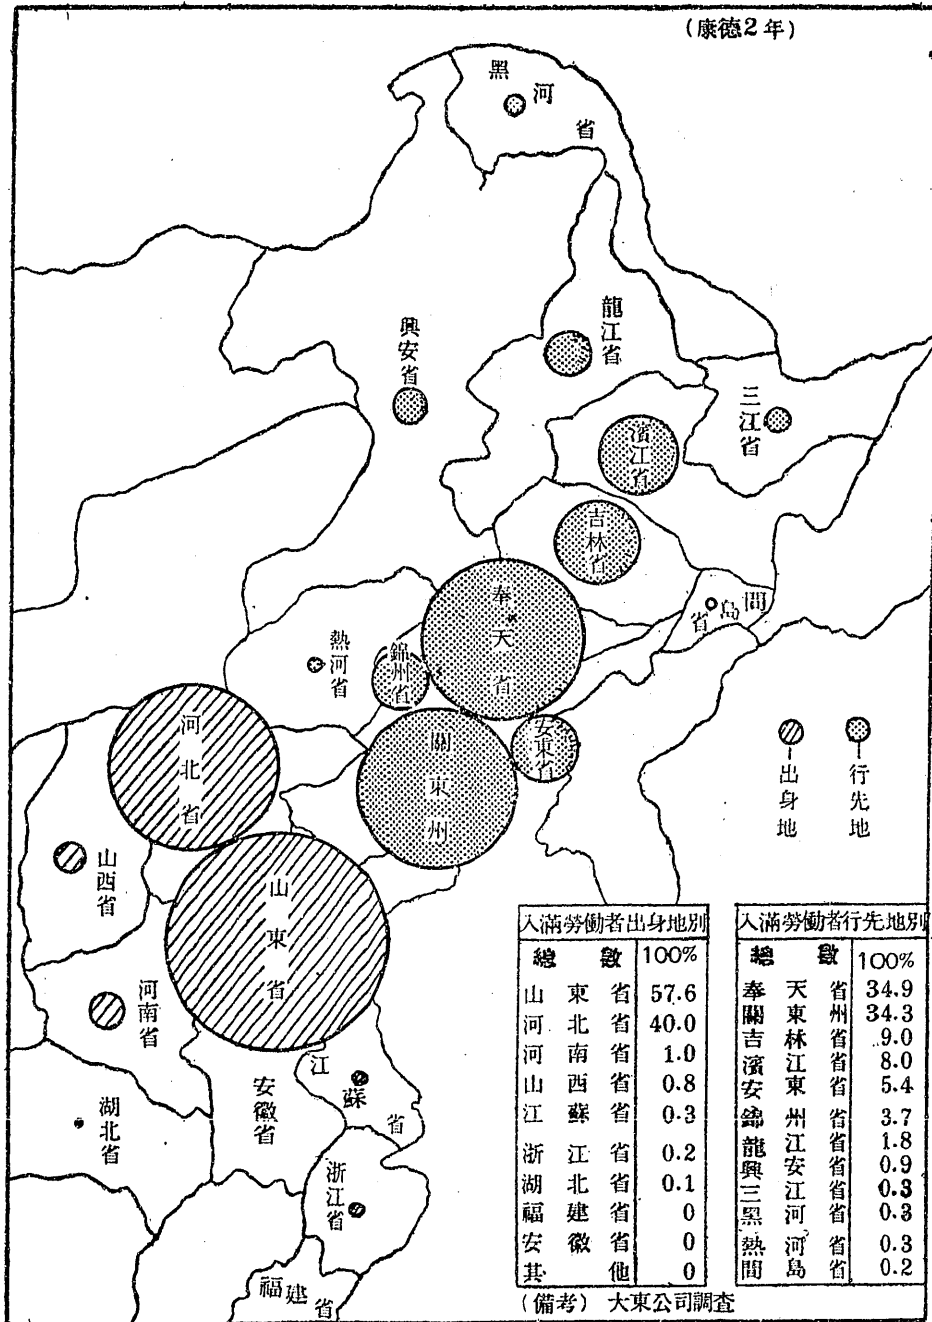 (康德2年)
黑河省
龍江省
興安省
三江省
濱江省
吉林省
奉天省
間島省
熱河省
錦州省
安東省
關東州
河北省
山東省
山西省
河南省
江蘇省
安徽省
湖北省
浙江省
福建省
出身地
行先地
入滿勞働者出身地別
總數 100%
山東省 57.6
河北省 40.0
河南省 1.0
山西省 0.8
江蘇省 0.3
浙江省 0.2
湖北省 0.1
福建省 0
安徽省 0
其他 0
入滿勞働者行先地別
總數 100%
奉天省 34.9
關東州 34.3
吉林省 9.0
濱江省 8.0
安東省 5.4
錦州省 3.7
龍江省 1.8
興安省 0.9
三江省 0.3
黑河省 0.3
熱河省 0.3
間島省 0.2
(備考) 大東公司調査